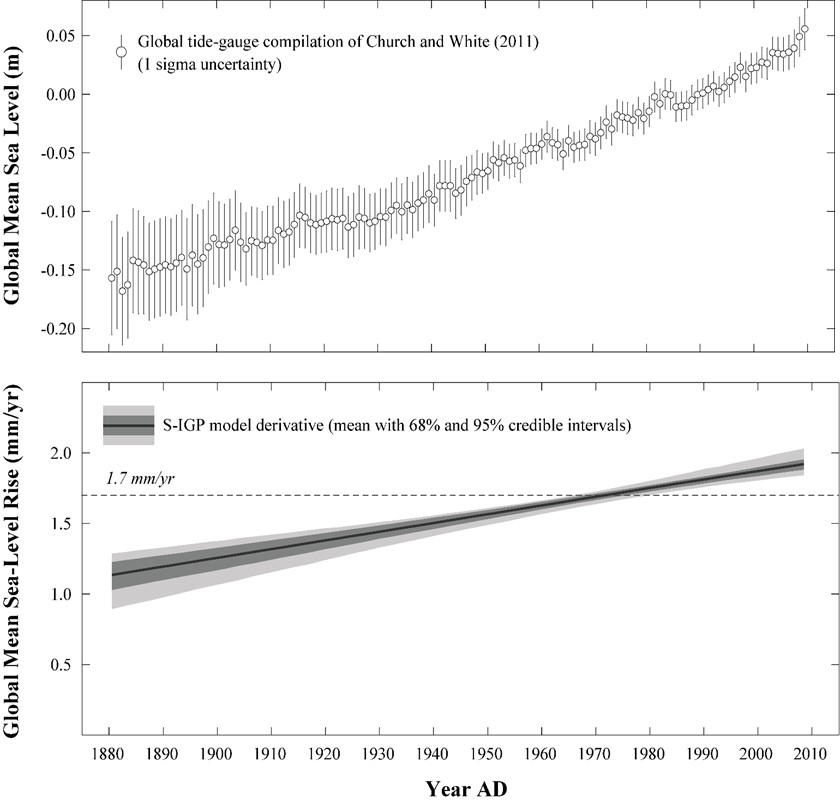 Global Mean Sea Level (m)
0.05
0.00
-0.05
-0.10
-0.15
-0.20
Global tide-gauge compilation of Church and White (2011)
(1 sigma uncertainty)
Global Mean Sea-Level Rise (mm/yr)
2.0
1.5
1.0
0.5
S-IGP model derivative (mean with 68% and 95% credible intervals)
1.7 mm/yr
1880 1890 1900 1910 1920 1930 1940 1950 1960 1970 1980 1990 2000 2010
Year AD